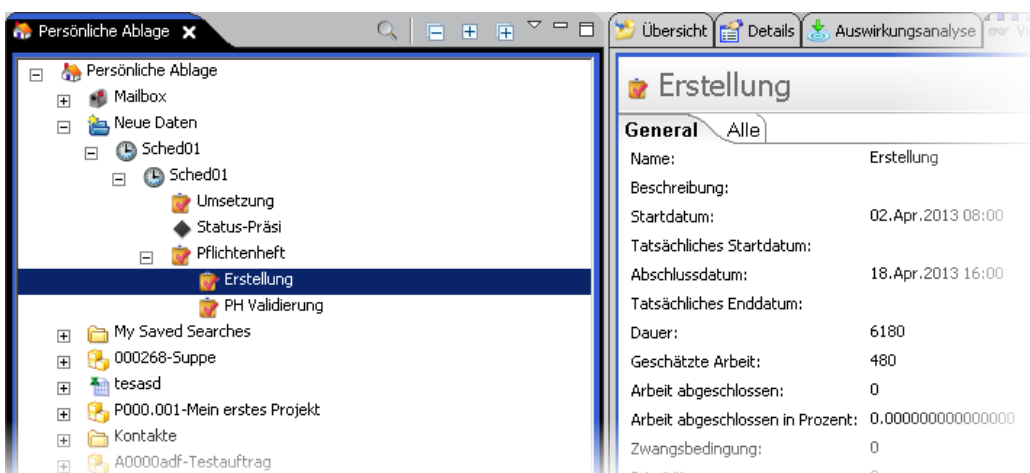 Persönliche Ablage
Persönliche Ablage
Mailbox
Neue Daten
Sched01
Sched01
Umsetzung
Status-Präsi
Pflichtenheft
Erstellung
PH Validierung
My Saved Searches
000268-Suppe
tesasd
P000.001-Mein erstes Projekt
Kontakte
A0000adf-Testauftrag
Übersicht Details Auswirkungsanalyse
Erstellung
General Alle
Name: Erstellung
Beschreibung:
Startdatum: 02.Apr.2013 08:00
Tatsächliches Startdatum:
Abschlussdatum: 18.Apr.2013 16:00
Tatsächliches Enddatum:
Dauer: 6180
Geschätzte Arbeit: 480
Arbeit abgeschlossen: 0
Arbeit abgeschlossen in Prozent: 0.000000000000000
Zwangsbedingung: 0